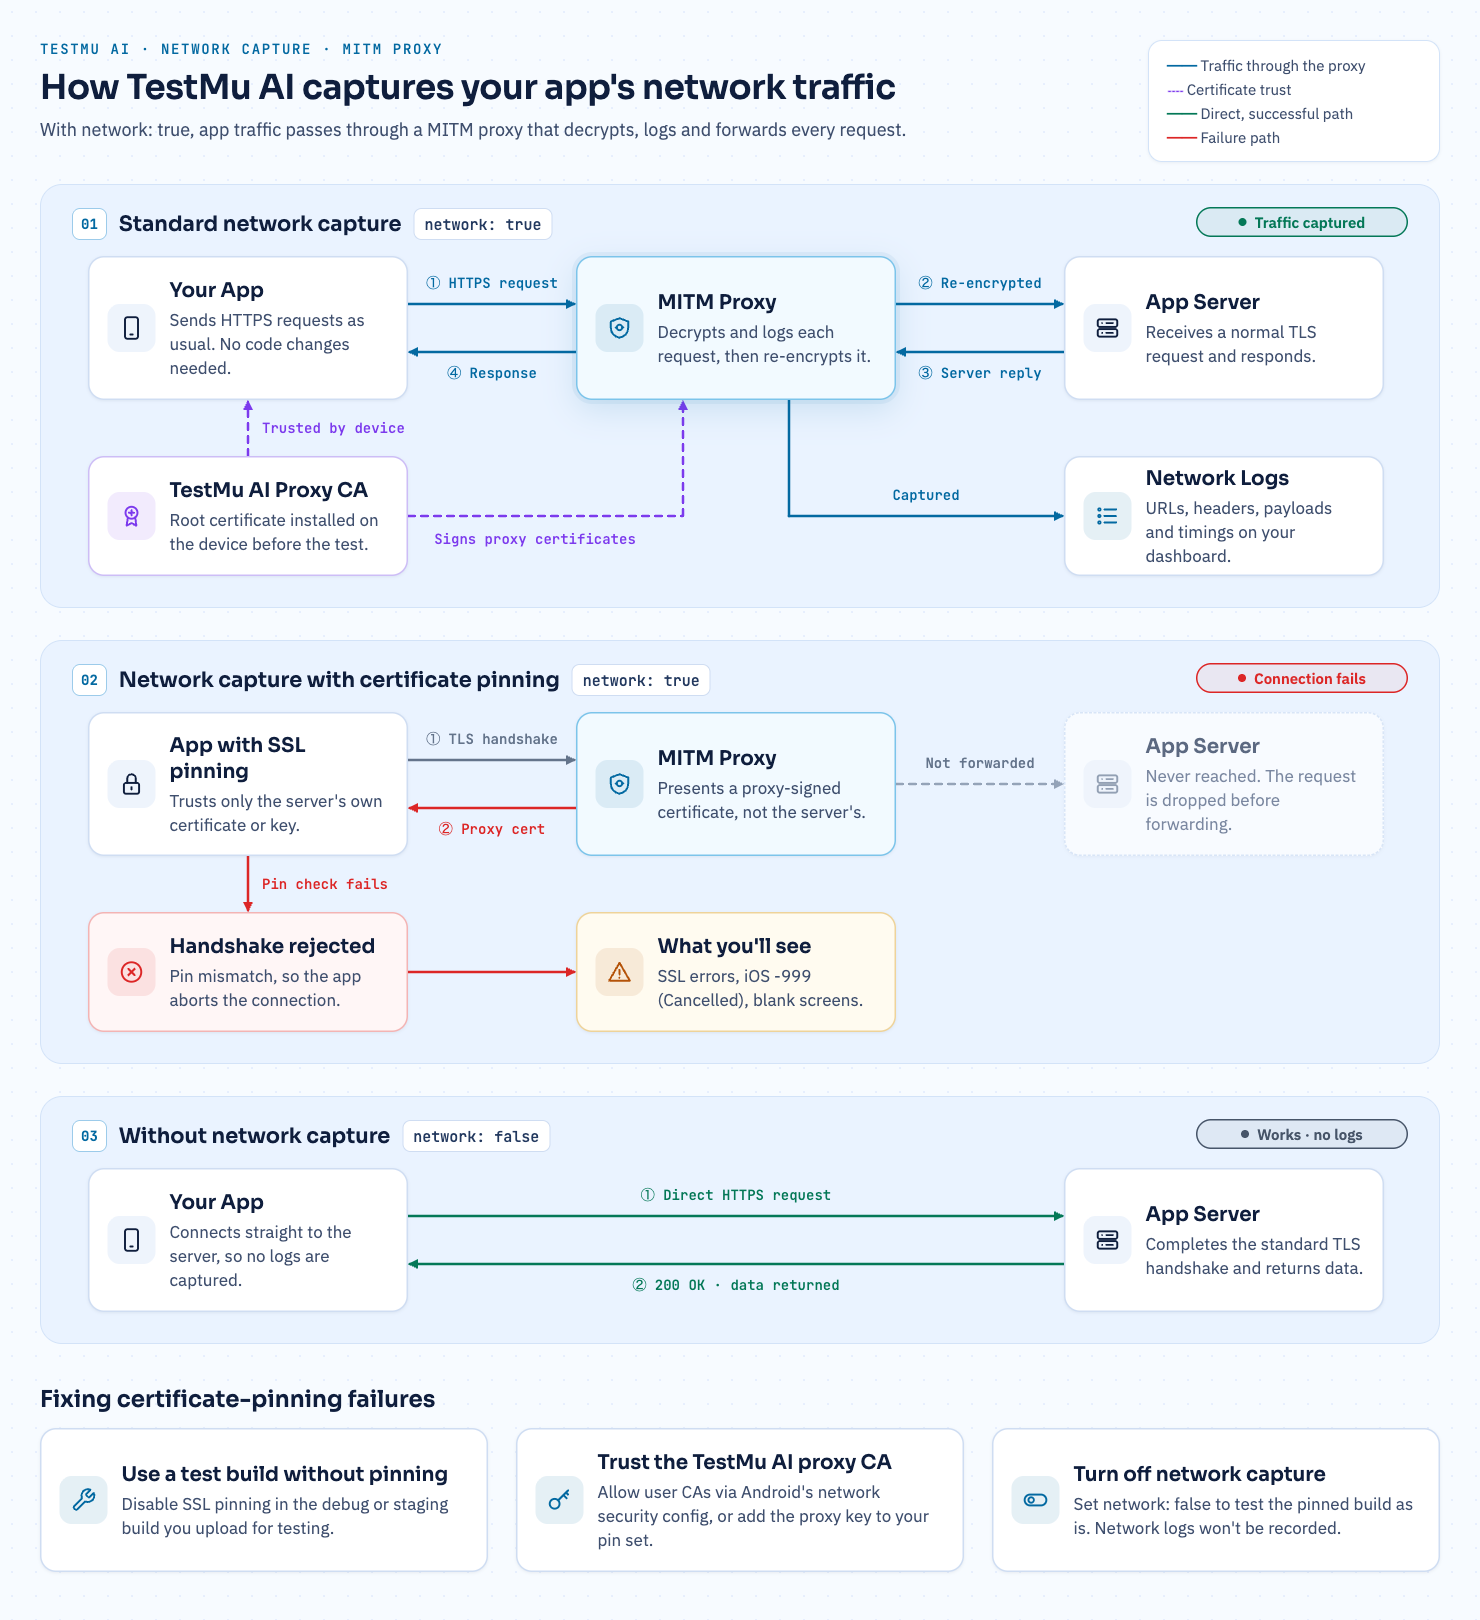 TESTMU AI · NETWORK CAPTURE · MITM PROXY
How TestMu AI captures your app's network traffic
With network: true, app traffic passes through a MITM proxy that decrypts, logs and forwards every request.
Traffic through the proxy
Certificate trust
Direct, successful path
Failure path
01 Standard network capture network: true
Traffic captured
Your App
Sends HTTPS requests as
usual. No code changes
needed.
① HTTPS request
④ Response
MITM Proxy
Decrypts and logs each
request, then re-encrypts it.
② Re-encrypted
③ Server reply
App Server
Receives a normal TLS
request and responds.
Trusted by device
TestMu AI Proxy CA
Root certificate installed on
the device before the test.
Signs proxy certificates
Captured
Network Logs
URLs, headers, payloads
and timings on your
dashboard.
02 Network capture with certificate pinning network: true
Connection fails
App with SSL
pinning
Trusts only the server's own
certificate or key.
① TLS handshake
② Proxy cert
MITM Proxy
Presents a proxy-signed
certificate, not the server's.
Not forwarded
App Server
Never reached. The request
is dropped before
forwarding.
Pin check fails
Handshake rejected
Pin mismatch, so the app
aborts the connection.
What you'll see
SSL errors, iOS -999
(Cancelled), blank screens.
03 Without network capture network: false
Works · no logs
Your App
Connects straight to the
server, so no logs are
captured.
① Direct HTTPS request
② 200 OK · data returned
App Server
Completes the standard TLS
handshake and returns data.
Fixing certificate-pinning failures
Use a test build without pinning
Disable SSL pinning in the debug or staging
build you upload for testing.
Trust the TestMu AI proxy CA
Allow user CAs via Android's network
security config, or add the proxy key to your
pin set.
Turn off network capture
Set network: false to test the pinned build as
is. Network logs won't be recorded.